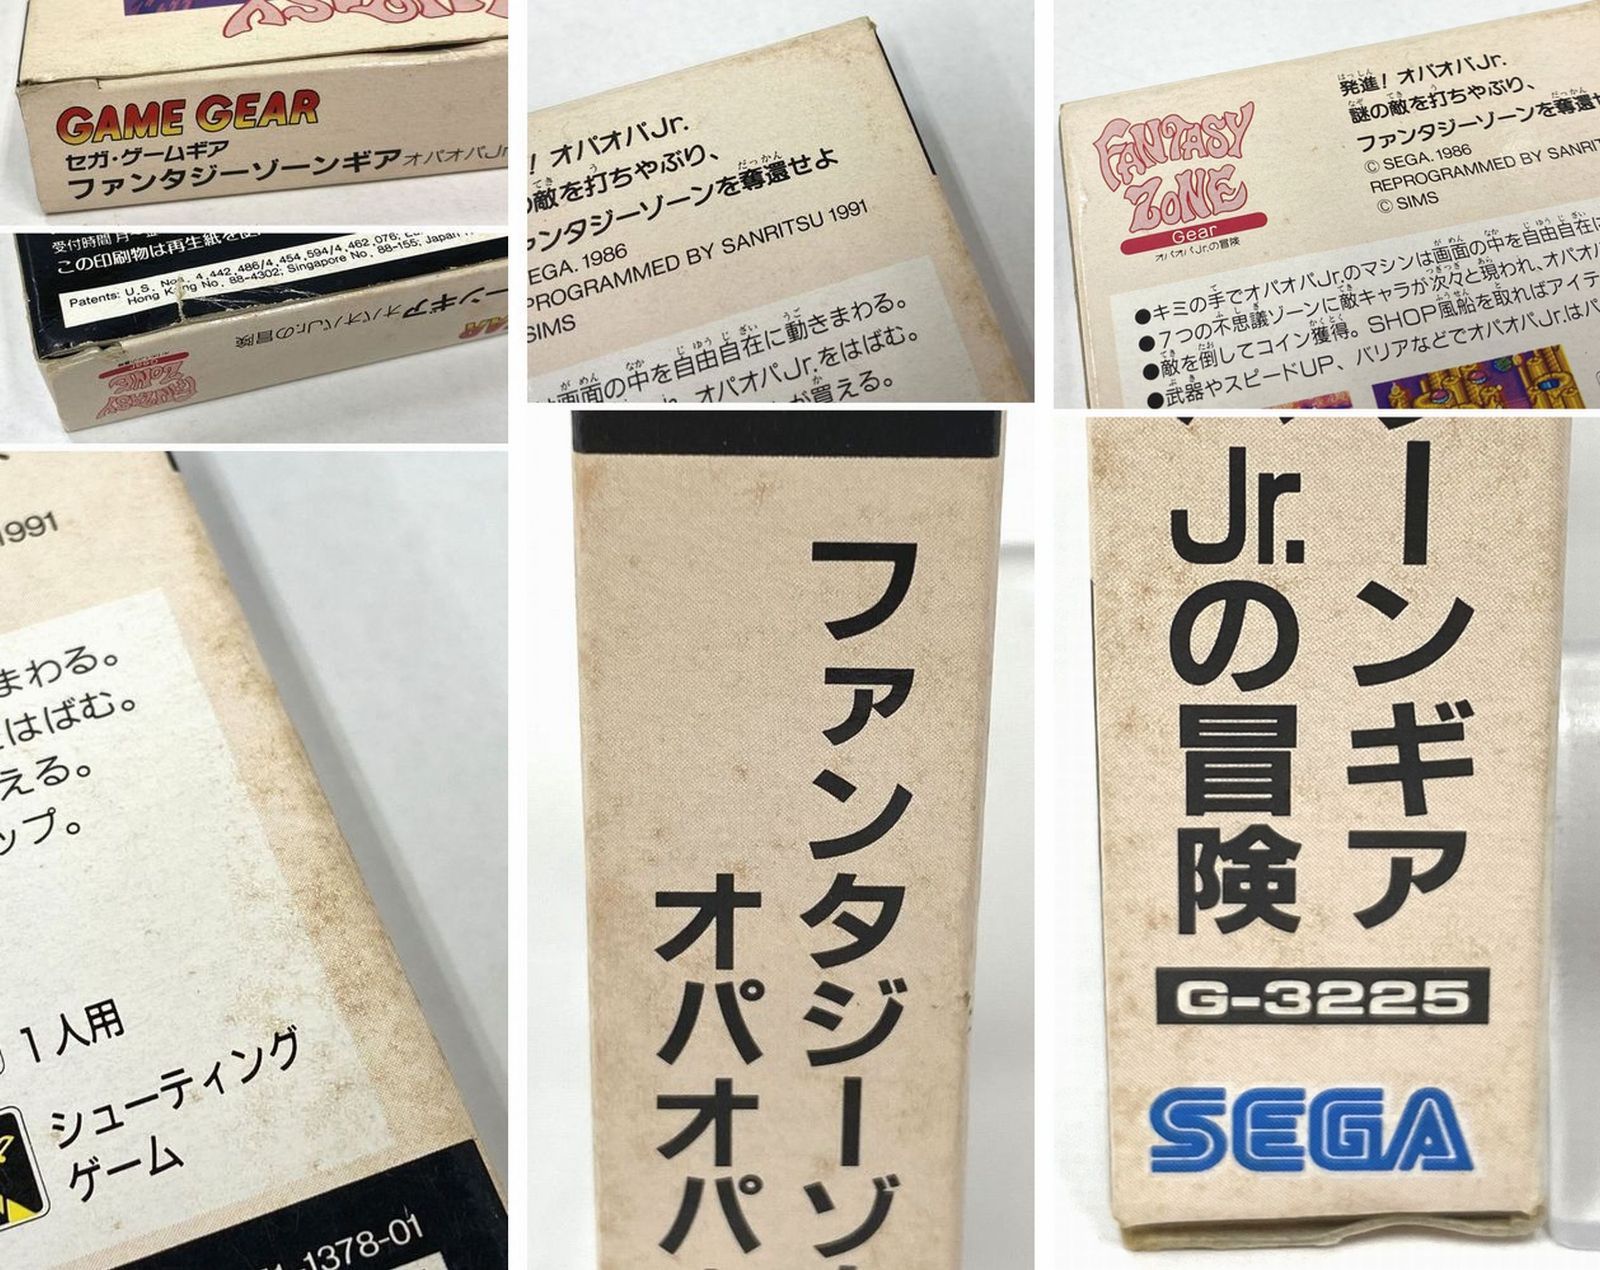 GAME GEAR
セガ・ゲームギア
ファンタジーゾーンギア オパオパJr
受付時間 月〜
この印刷物は再生紙を使
Patents: U.S. Nos. 4,442,486/4,454,594/4,462,076;
Hong Kong No. 88-4302; Singapore No. 88-155; Japan
ーンギア オパオパJr.の冒険
FANTASY
ZONE
Gear
! オパオパJr.
敵を打ちやぶり、
ァンタジーゾーンを奪還せよ
EGA. 1986
PROGRAMMED BY SANRITSU 1991
SIMS
画面の中を自由自在に動きまわる。
オパオパJr.をはばむ。
が買える。
FANTASY
ZONE
Gear
オパオパJr.の冒険
発進! オパオパJr.
謎の敵を打ちやぶり、
ファンタジーゾーンを奪還せ
© SEGA. 1986
REPROGRAMMED BY SANRIT
© SIMS
●キミの手でオパオパJr.のマシンは画面の中を自由自在に
●7つの不思議ゾーンに敵キャラが次々と現われ、オパオパ
●敵を倒してコイン獲得。SHOP風船を取ればアイテ
●武器やスピードUP、バリアなどでオパオパJr.はパ
1991
まわる。
はばむ。
える。
ップ。
1人用
シューティング
ゲーム
1378-01
ファンタジーゾ
オパオパ
ーンギア
Jr.の冒険
G-3225
SEGA